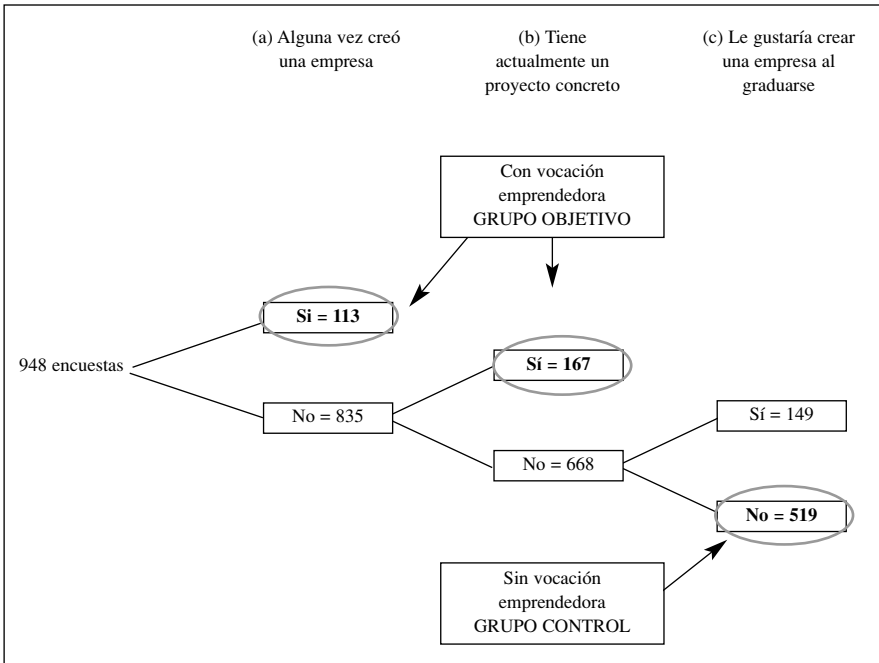 (a) Alguna vez creó
una empresa
(b) Tiene
actualmente un
proyecto concreto
(c) Le gustaría crear
una empresa al
graduarse
Con vocación
emprendedora
GRUPO OBJETIVO
Si = 113
948 encuestas
Sí = 167
No = 835
Sí = 149
No = 668
No = 519
Sin vocación
emprendedora
GRUPO CONTROL